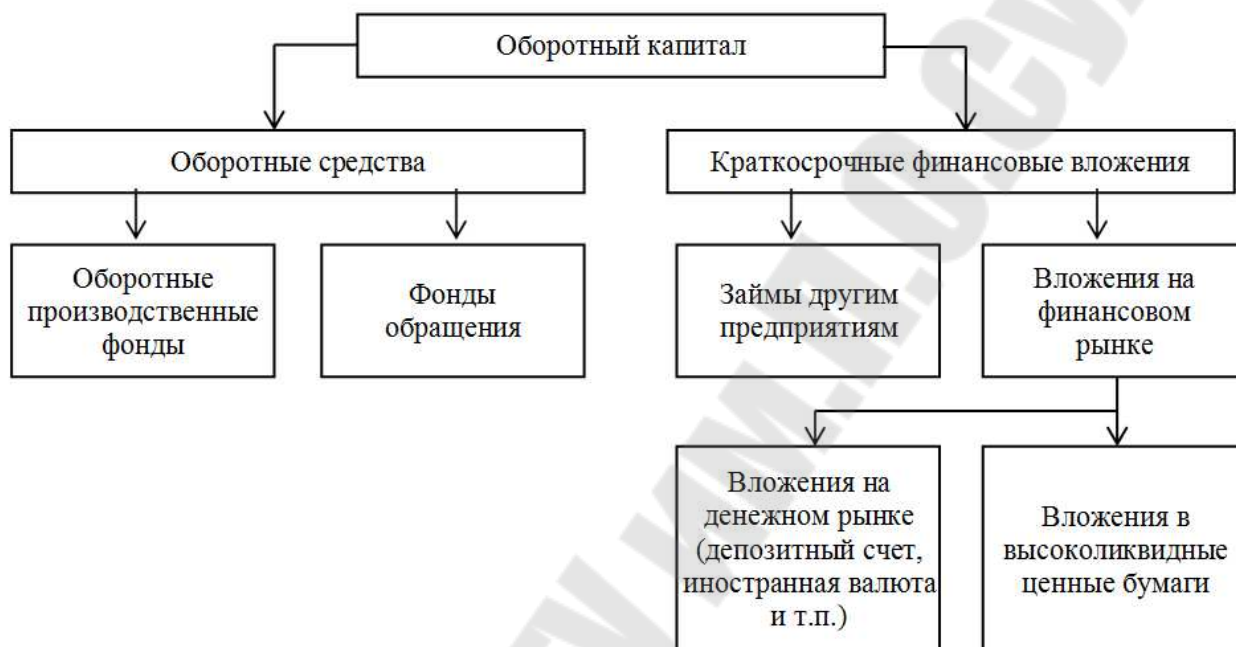 Оборотный капитал
Оборотные средства
Краткосрочные финансовые вложения
Оборотные
производственные
фонды
Фонды
обращения
Займы другим
предприятиям
Вложения на
финансовом
рынке
Вложения на
денежном рынке
(депозитный счет,
иностранная валюта
и т.п.)
Вложения в
высоколиквидные
ценные бумаги